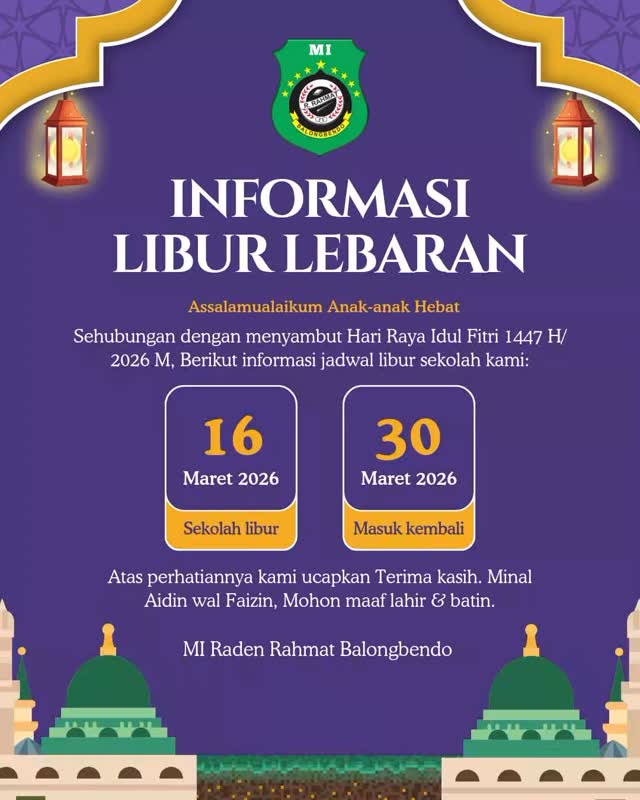 MI
R. RAHMAT
BALONGBENDO
INFORMASI
LIBUR LEBARAN
Assalamualaikum Anak-anak Hebat
Sehubungan dengan menyambut Hari Raya Idul Fitri 1447 H/
2026 M, Berikut informasi jadwal libur sekolah kami:
16
Maret 2026
Sekolah libur
30
Maret 2026
Masuk kembali
Atas perhatiannya kami ucapkan Terima kasih. Minal
Aidin wal Faizin, Mohon maaf lahir & batin.
MI Raden Rahmat Balongbendo